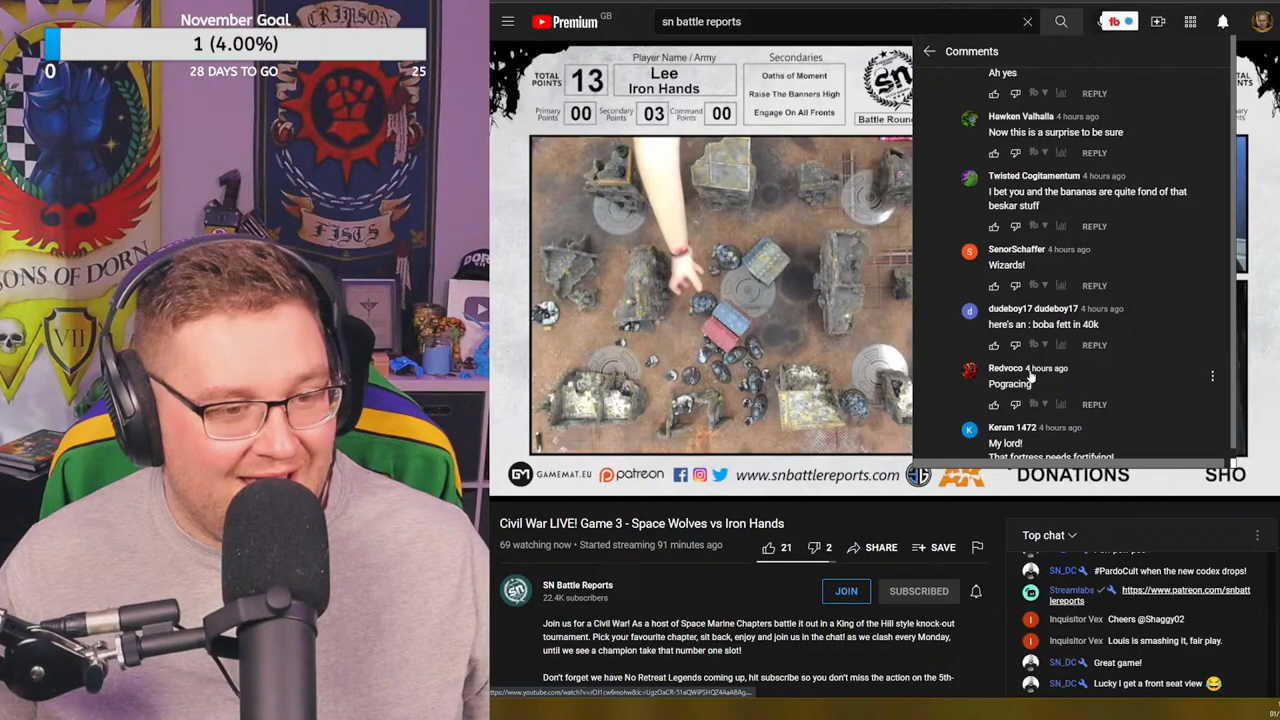 November Goal
1 (4.00%)
0
28 DAYS TO GO
25
CRIMSON
FISTS
SONS OF DORN
VII
Premium
GB
sn battle reports
fb
TOTAL
POINTS
13
Player Name / Army
Lee
Iron Hands
Primary
Points
00
Secondary
Points
03
Command
Points
00
Secondaries
Oaths of Moment
Raise The Banners High
Engage On All Fronts
sn
Battle Roun
Comments
Ah yes
REPLY
Hawken Valhalla 4 hours ago
Now this is a surprise to be sure
REPLY
Twisted Cogitamentum 4 hours ago
I bet you and the bananas are quite fond of that
beskar stuff
REPLY
SenorSchaffer 4 hours ago
Wizards!
REPLY
dudeboy17 dudeboy17 4 hours ago
here's an : boba fett in 40k
REPLY
Redvoco 4 hours ago
Pogracing
REPLY
Keram 1472 4 hours ago
My lord!
That fortress needs fortifying!
GAMEMAT.EU
patreon
www.snbattlereports.com
DONATIONS
SHO
Civil War LIVE! Game 3 - Space Wolves vs Iron Hands
69 watching now • Started streaming 91 minutes ago
21
2
SHARE
SAVE
SN Battle Reports
22.4K subscribers
JOIN
SUBSCRIBED
Join us for a Civil War! As a host of Space Marine Chapters battle it out in a King of the Hill style knock-out
tournament. Pick your favourite chapter, sit back, enjoy and join us in the chat! as we clash every Monday,
until we see a champion take that number one slot!
Don't forget we have No Retreat Legends coming up, hit subscribe so you don't miss the action on the 5th-
Top chat
SN_DC #PardoCult when the new codex drops!
Streamlabs https://www.patreon.com/snbatt
lereports
Inquisitor Vex Cheers @Shaggy02
Inquisitor Vex Louis is smashing it, fair play.
SN_DC Great game!
SN_DC Lucky I get a front seat view 😂
01/